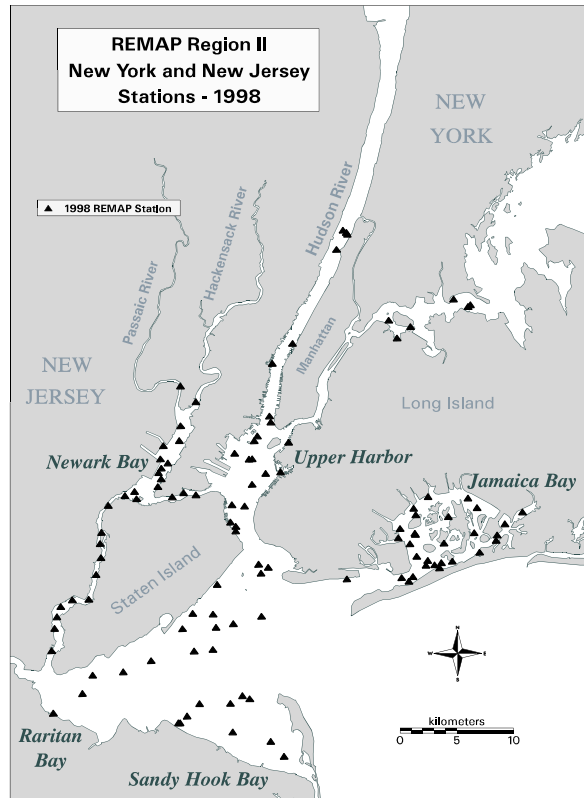 REMAP Region II
New York and New Jersey
Stations - 1998
NEW
YORK
1998 REMAP Station
Hudson River
Hackensack River
Passaic River
Manhattan
NEW
JERSEY
Long Island
Newark Bay
Upper Harbor
Jamaica Bay
Staten Island
N
W
E
S
kilometers
0
5
10
Raritan
Bay
Sandy Hook Bay